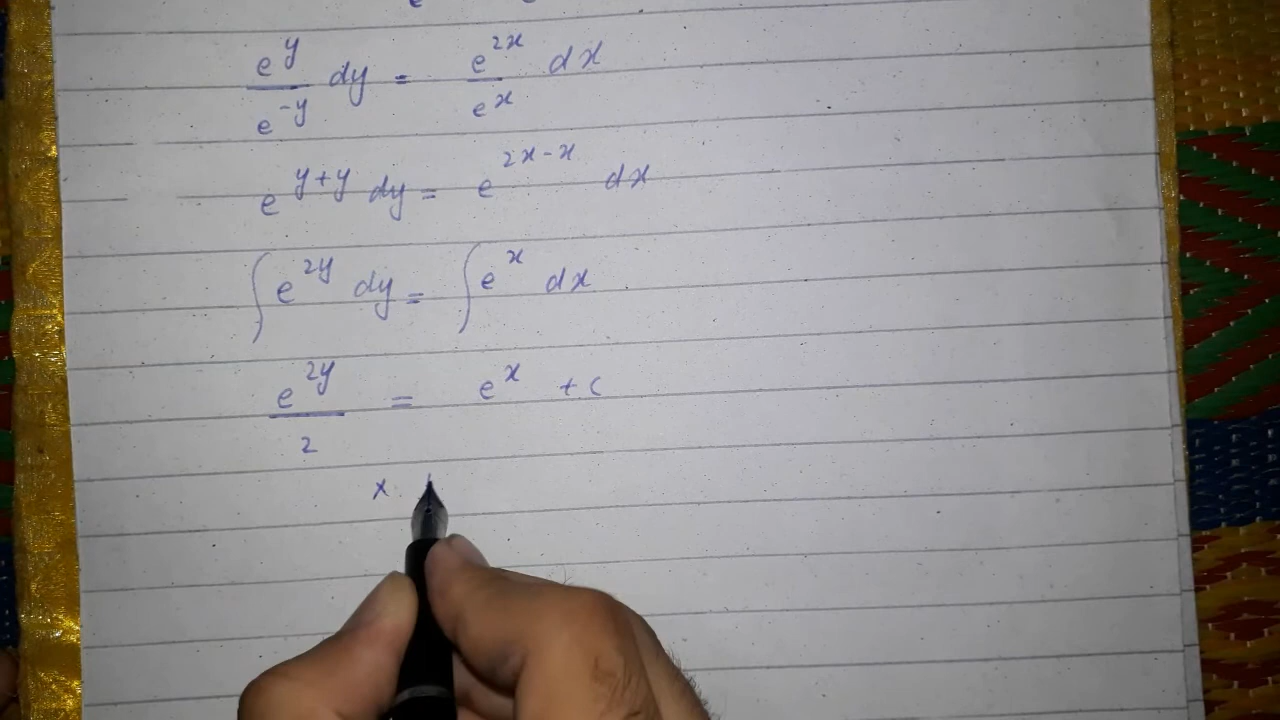 e^y / e^-y dy = e^2x / e^x dx
e^y+y dy = e^2x-x dx
∫ e^2y dy = ∫ e^x dx
e^2y / 2 = e^x + c
x